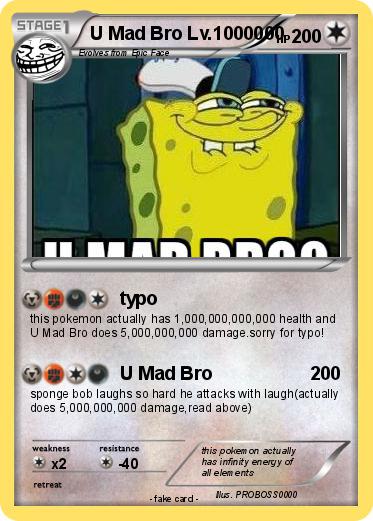 STAGE1
U Mad Bro Lv.1000000 HP 200
Evolves from Epic Face
U MAD BRO?
typo
this pokemon actually has 1,000,000,000,000 health and
U Mad Bro does 5,000,000,000 damage.sorry for typo!
U Mad Bro 200
sponge bob laughs so hard he attacks with laugh(actually
does 5,000,000,000 damage,read above)
weakness resistance
x2 -40
retreat
this pokemon actually
has infinity energy of
all elements
- fake card -
Illus. PROBOSS0000